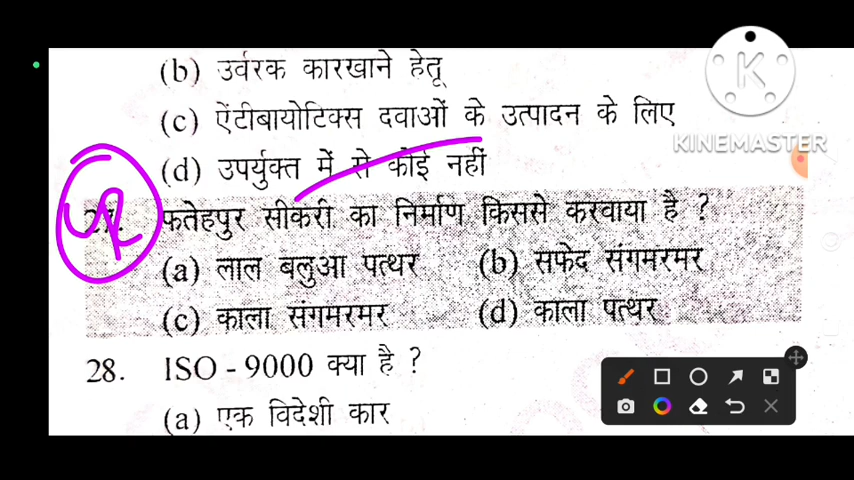 (b) उर्वरक कारखाने हेतू
(c) ऐंटीबायोटिक्स दवाओं के उत्पादन के लिए
(d) उपर्युक्त में से कोई नहीं
27. फतेहपुर सीकरी का निर्माण किससे करवाया है ?
(a) लाल बलुआ पत्थर (b) सफेद संगमरमर
(c) काला संगमरमर (d) काला पत्थर
28. ISO - 9000 क्या है ?
(a) एक विदेशी कार
K
KINEMASTER